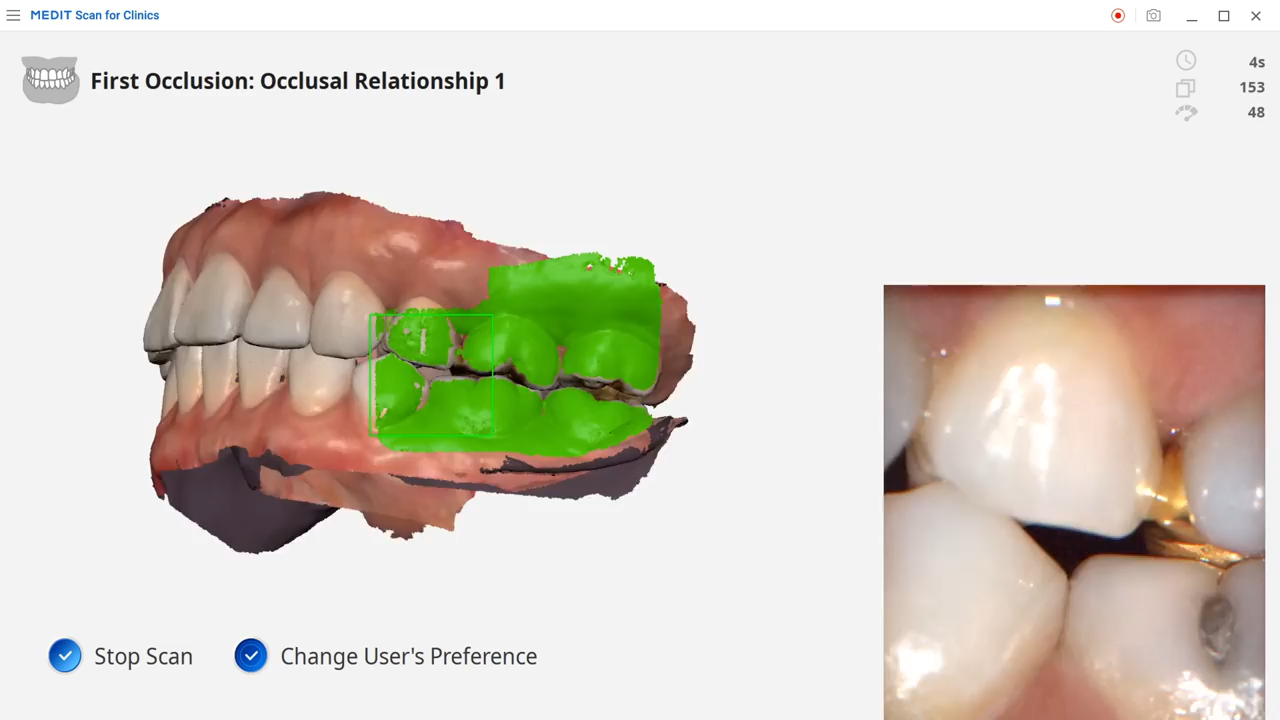 MEDIT Scan for Clinics
First Occlusion: Occlusal Relationship 1
4s
153
48
Stop Scan
Change User's Preference